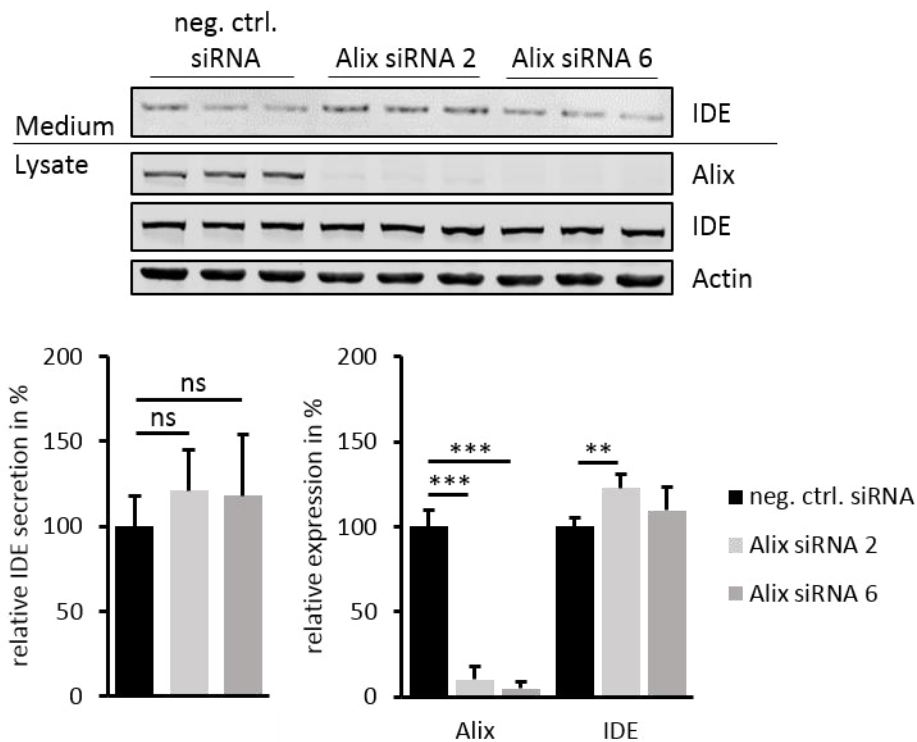 neg. ctrl.
siRNA
Alix siRNA 2
Alix siRNA 6
Medium
IDE
Lysate
Alix
IDE
Actin
relative IDE secretion in %
200
150
100
50
0
ns
ns
relative expression in %
200
150
100
50
0
***
***
**
Alix
IDE
neg. ctrl. siRNA
Alix siRNA 2
Alix siRNA 6